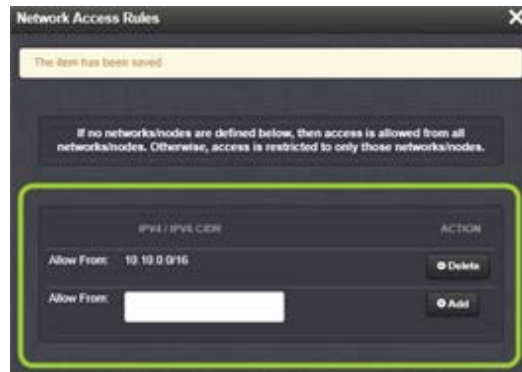 Network Access Rules
The item has been saved
If no networks/nodes are defined below, then access is allowed from all
networks/nodes. Otherwise, access is restricted to only those networks/nodes.
IPV4 / IPV6 CIDR ACTION
Allow From: 10.10.0.0/16 Delete
Allow From: Add